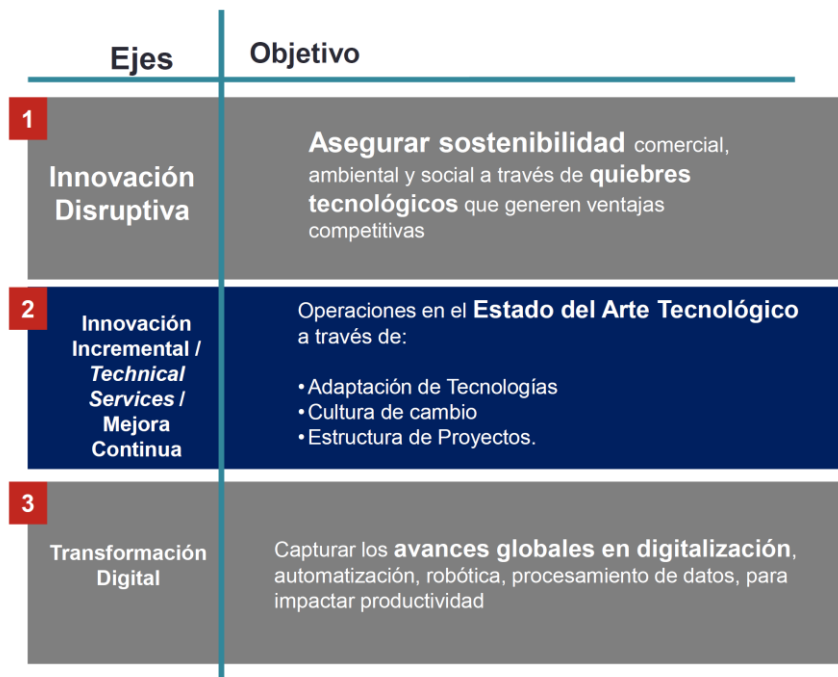 Ejes
Objetivo
1
Innovación
Disruptiva
Asegurar sostenibilidad comercial,
ambiental y social a través de quiebres
tecnológicos que generen ventajas
competitivas
2
Innovación
Incremental /
Technical
Services /
Mejora
Continua
Operaciones en el Estado del Arte Tecnológico
a través de:
•Adaptación de Tecnologías
•Cultura de cambio
•Estructura de Proyectos.
3
Transformación
Digital
Capturar los avances globales en digitalización,
automatización, robótica, procesamiento de datos, para
impactar productividad